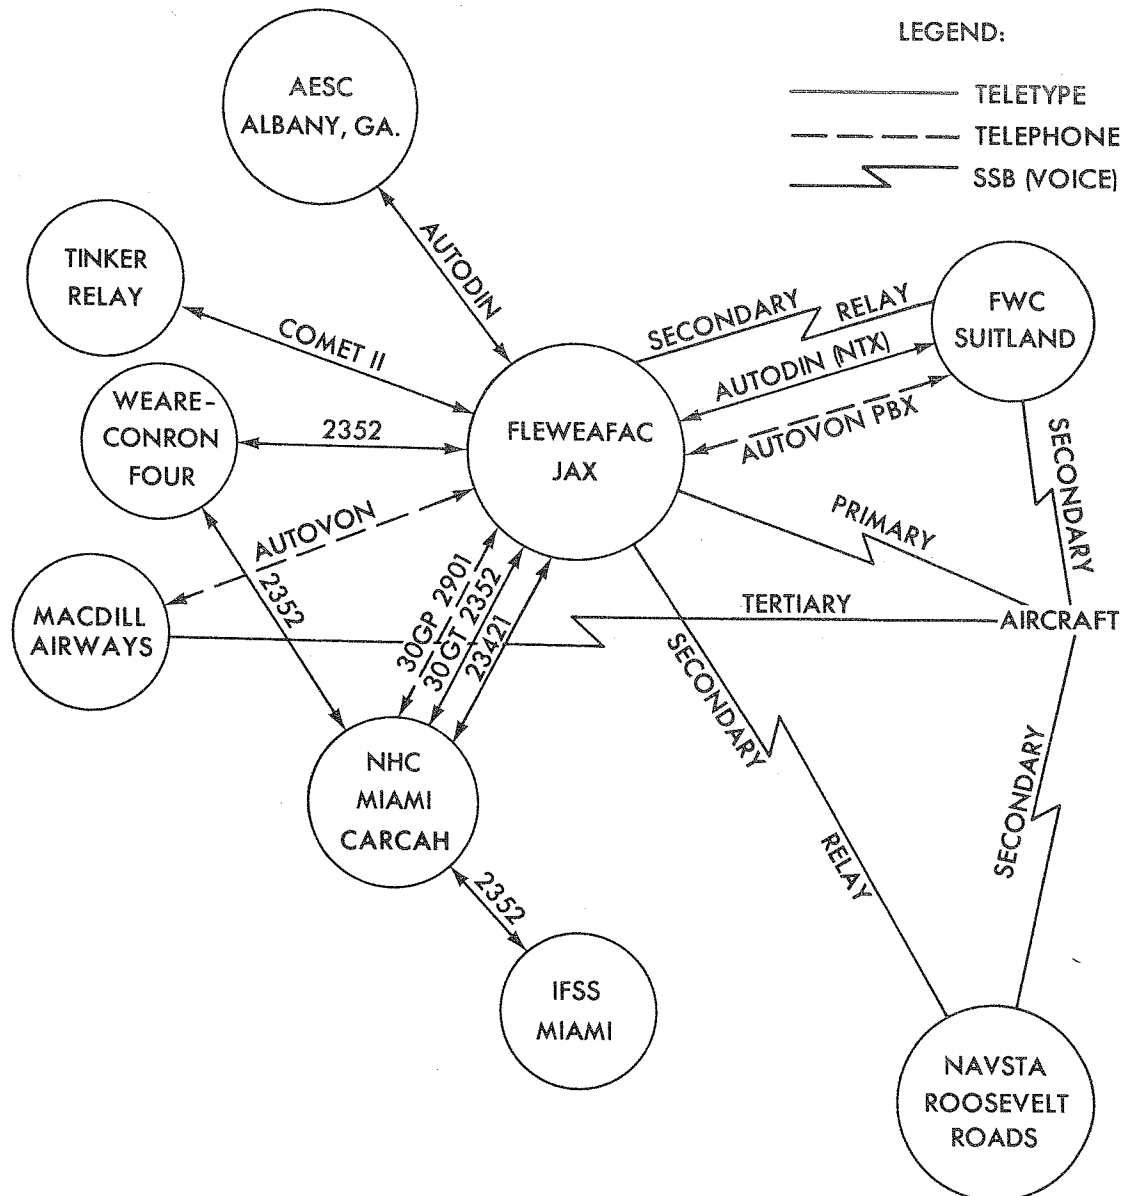 LEGEND:
TELETYPE
TELEPHONE
SSB (VOICE)
AESC
ALBANY, GA.
AUTODIN
TINKER
RELAY
COMET II
WEARE-
CONRON
FOUR
2352
FLEWEAFAC
JAX
SECONDARY RELAY
AUTODIN (NTX)
AUTOVON PBX
FWC
SUITLAND
SECONDARY
PRIMARY
AUTOVON
2352
MACDILL
AIRWAYS
TERTIARY
AIRCRAFT
30GP 2901
30GT 2352
23421
NHC
MIAMI
CARCAH
2352
IFSS
MIAMI
SECONDARY
RELAY
SECONDARY
NAVSTA
ROOSEVELT
ROADS